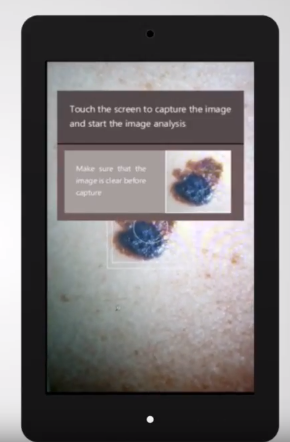 Touch the screen to capture the image
and start the image analysis
Make sure that the
image is clear before
capture